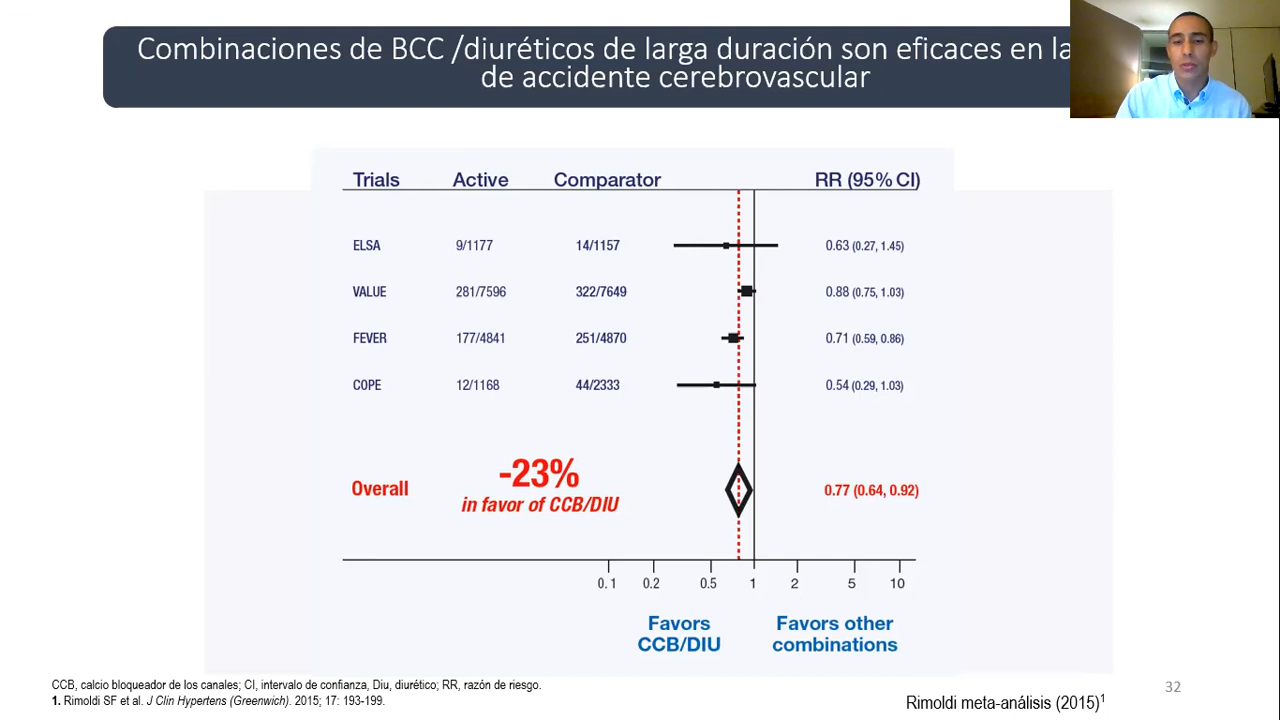 Combinaciones de BCC /diuréticos de larga duración son eficaces en la
de accidente cerebrovascular
Trials Active Comparator RR (95% CI)
ELSA 9/1177 14/1157 0.63 (0.27, 1.45)
VALUE 281/7596 322/7649 0.88 (0.75, 1.03)
FEVER 177/4841 251/4870 0.71 (0.59, 0.86)
COPE 12/1168 44/2333 0.54 (0.29, 1.03)
-23%
Overall in favor of CCB/DIU 0.77 (0.64, 0.92)
0.1 0.2 0.5 1 2 5 10
Favors CCB/DIU
Favors other combinations
CCB, calcio bloqueador de los canales; CI, intervalo de confianza, Diu, diurético; RR, razón de riesgo.
1. Rimoldi SF et al. J Clin Hypertens (Greenwich). 2015; 17: 193-199.
Rimoldi meta-análisis (2015)1
32